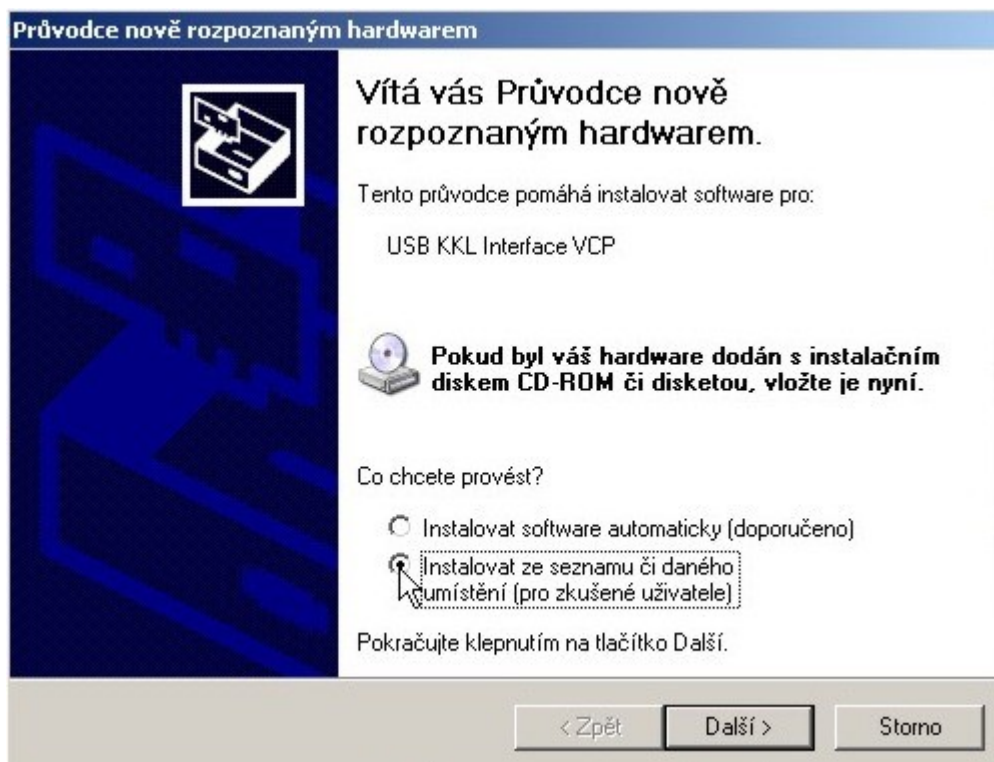 Průvodce nově rozpoznaným hardwarem
Vítá vás Průvodce nově
rozpoznaným hardwarem.
Tento průvodce pomáhá instalovat software pro:
USB KKL Interface VCP
Pokud byl váš hardware dodán s instalačním
diskem CD-ROM či disketou, vložte je nyní.
Co chcete provést?
Instalovat software automaticky (doporučeno)
Instalovat ze seznamu či daného
umístění (pro zkušené uživatele)
Pokračujte klepnutím na tlačítko Další.
< Zpět
Další >
Storno